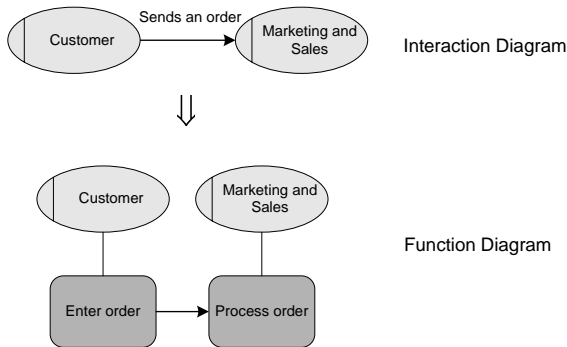 Sends an order
Customer
Marketing and
Sales
Interaction Diagram
Customer
Marketing and
Sales
Function Diagram
Enter order
Process order